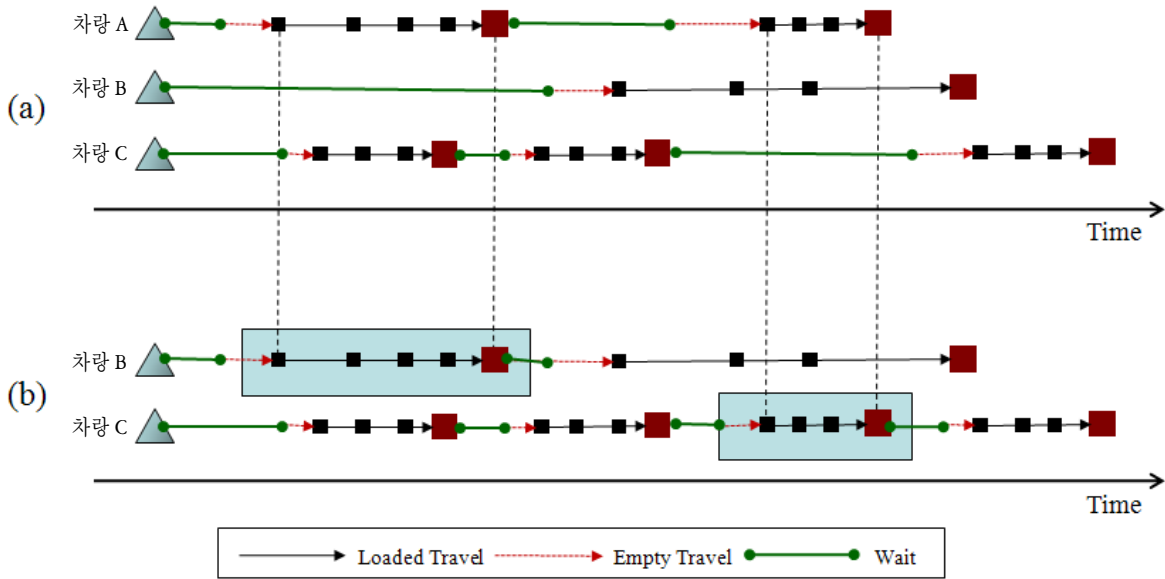 차량 A
(a)
차량 B
차량 C
Time
차량 B
(b)
차량 C
Time
Loaded Travel
Empty Travel
Wait